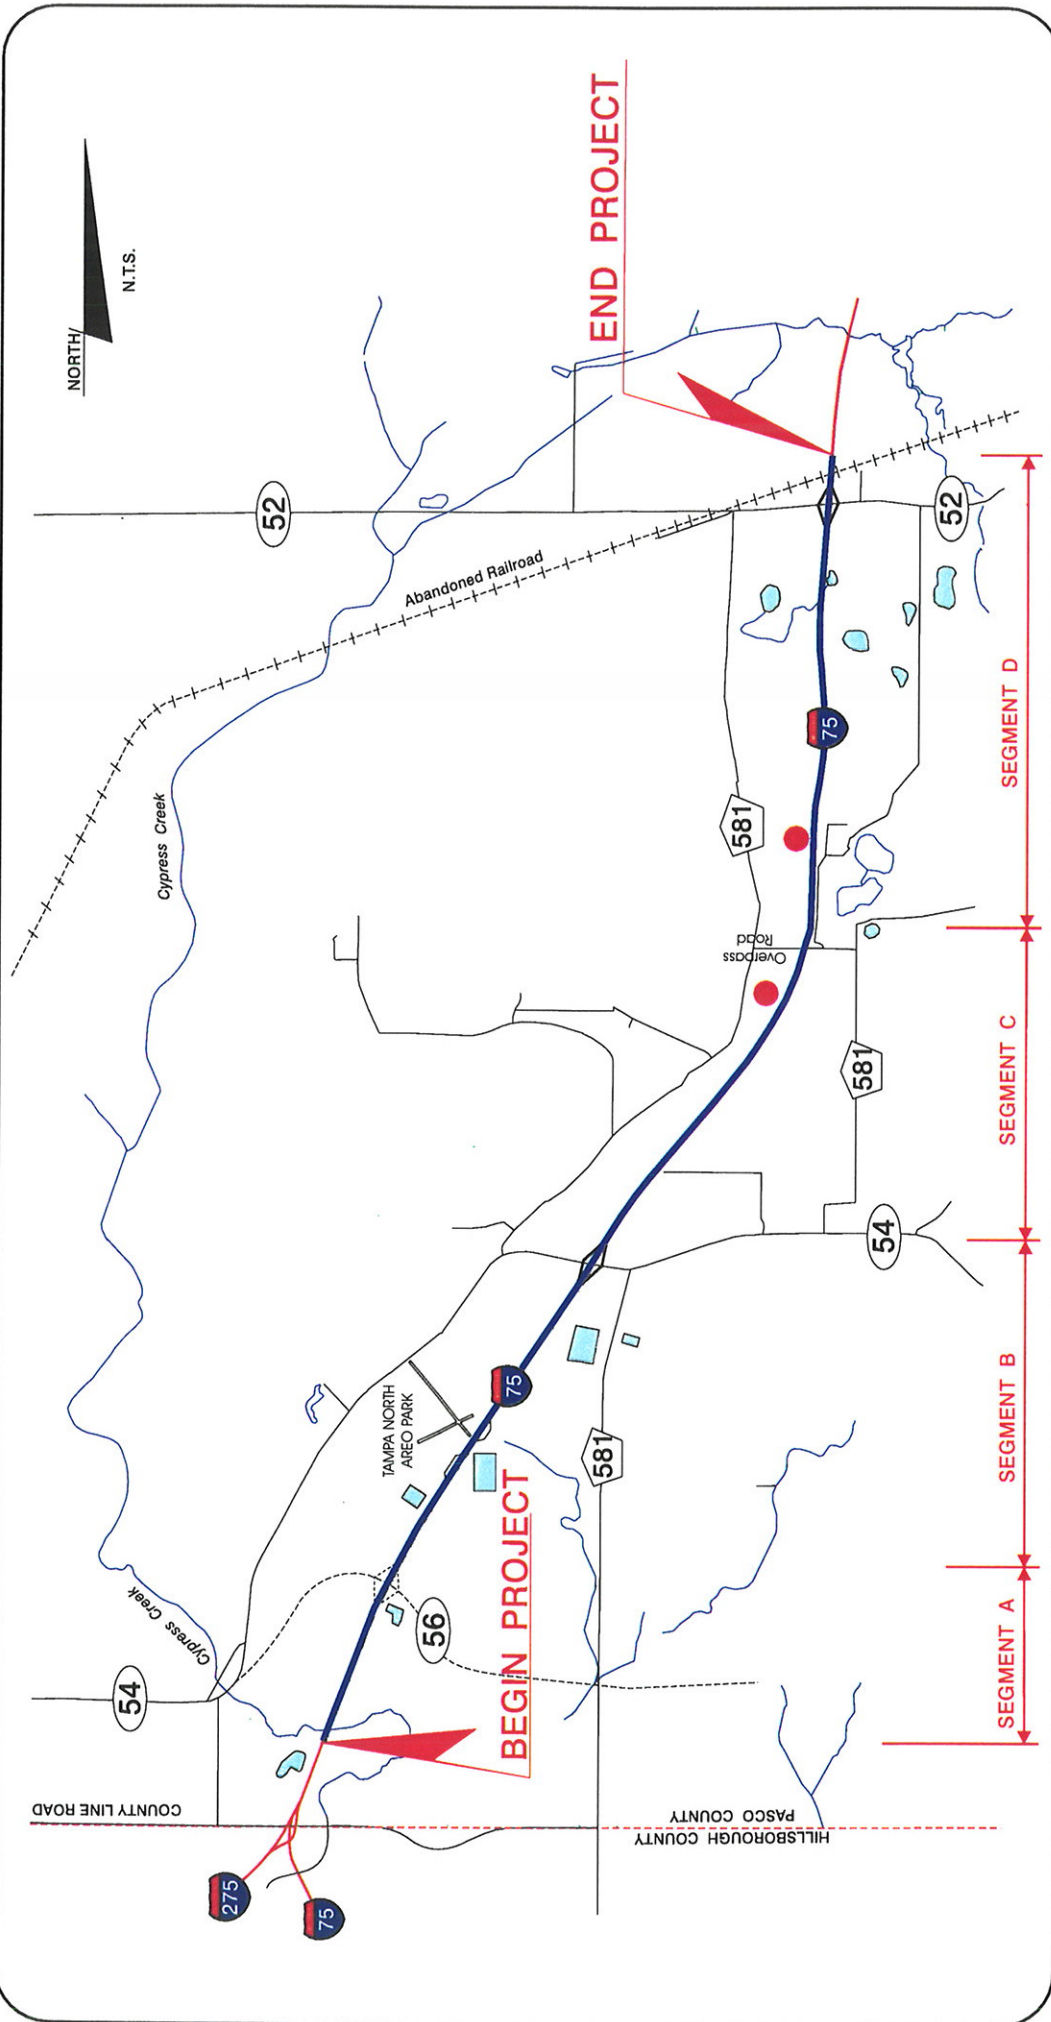 NORTH
N.T.S.
END PROJECT
52
52
Abandoned Railroad
Cypress Creek
75
581
SEGMENT D
Overpass
Road
581
SEGMENT C
54
75
TAMPA NORTH
AREO PARK
581
SEGMENT B
BEGIN PROJECT
56
Cypress Creek
54
SEGMENT A
COUNTY LINE ROAD
PASCO COUNTY
HILLSBOROUGH COUNTY
275
75